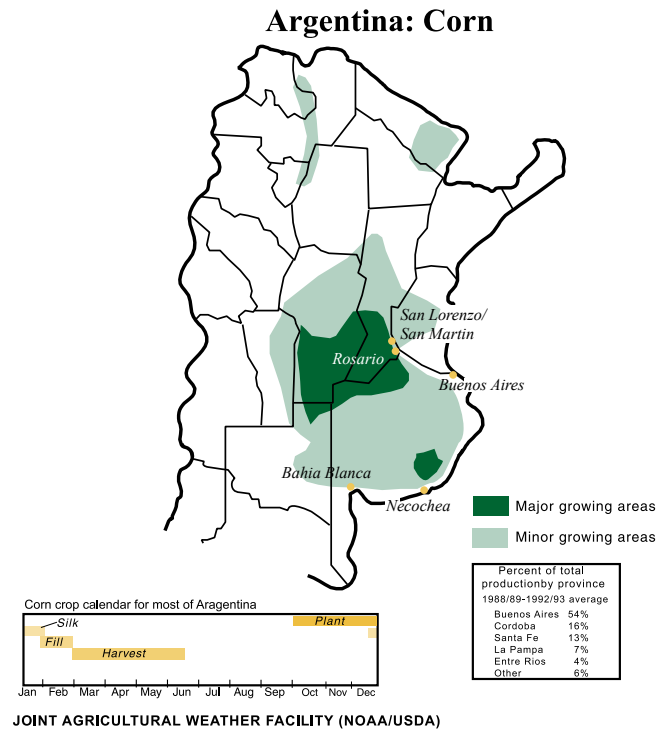 Argentina: Corn
San Lorenzo/
San Martin
Rosario
Buenos Aires
Bahia Blanca
Necochea
Major growing areas
Minor growing areas
Percent of total
productionby province
1988/89-1992/93 average
Buenos Aires 54%
Cordoba 16%
Santa Fe 13%
La Pampa 7%
Entre Rios 4%
Other 6%
Corn crop calendar for most of Aragentina
Plant
Silk
Fill
Harvest
Jan Feb Mar Apr May Jun Jul Aug Sep Oct Nov Dec
JOINT AGRICULTURAL WEATHER FACILITY (NOAA/USDA)